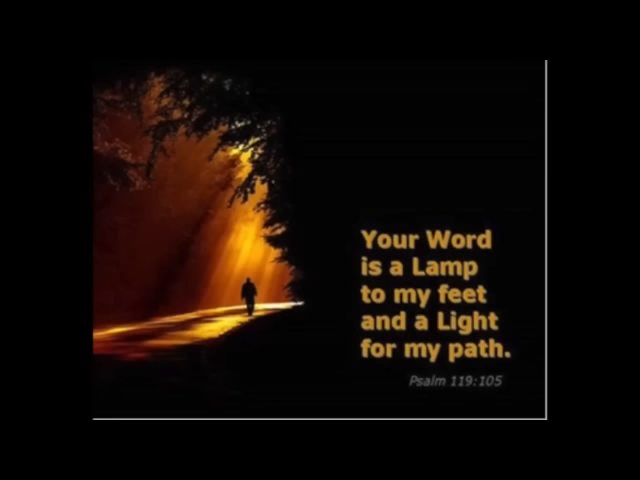 Your Word
is a Lamp
to my feet
and a Light
for my path.
Psalm 119:105